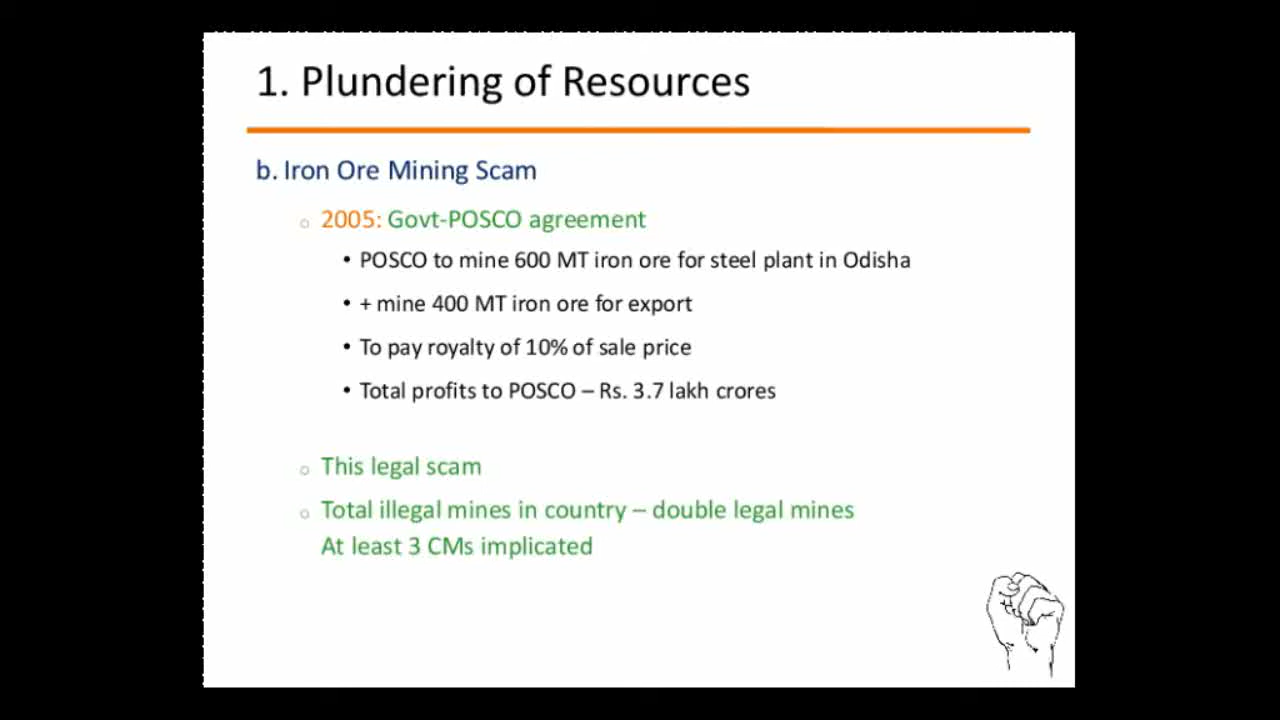 1. Plundering of Resources
b. Iron Ore Mining Scam
○ 2005: Govt-POSCO agreement
• POSCO to mine 600 MT iron ore for steel plant in Odisha
• + mine 400 MT iron ore for export
• To pay royalty of 10% of sale price
• Total profits to POSCO – Rs. 3.7 lakh crores
○ This legal scam
○ Total illegal mines in country – double legal mines
At least 3 CMs implicated